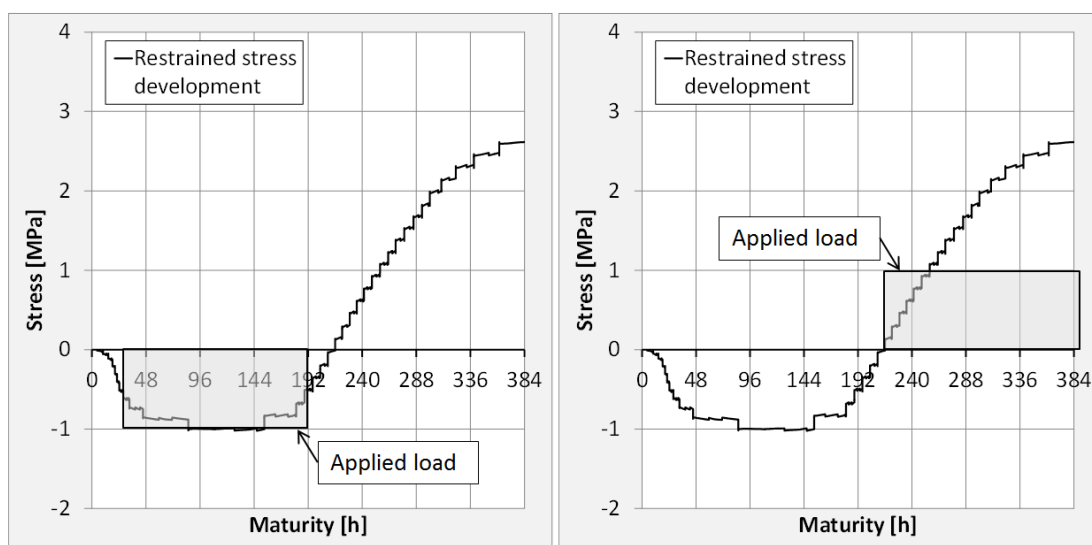 4
3
2
1
0
-1
-2
Stress [MPa]
Restrained stress
development
0 48 96 144 192 240 288 336 384
Applied load
Maturity [h]
4
3
2
1
0
-1
-2
Stress [MPa]
Restrained stress
development
Applied load
0 48 96 144 192 240 288 336 384
Maturity [h]